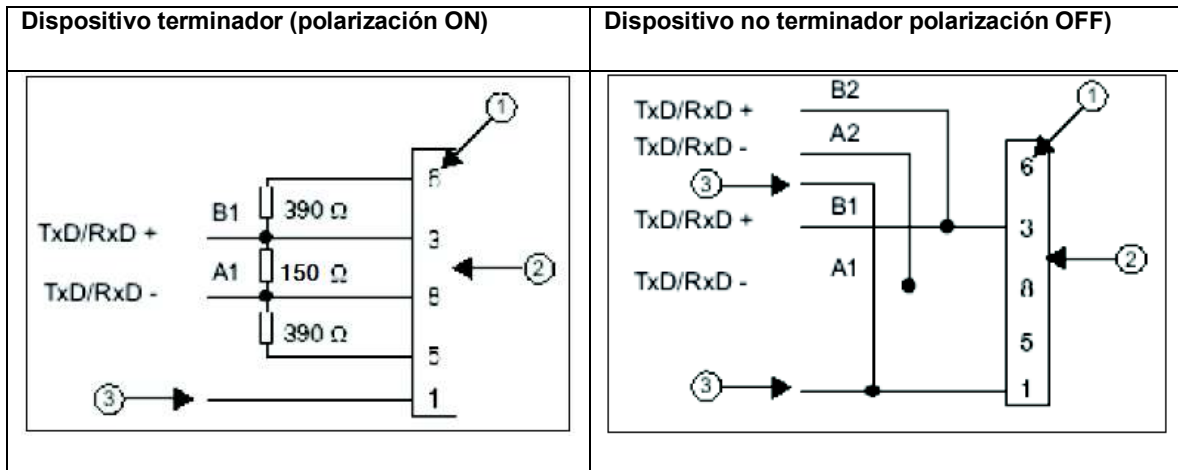 Dispositivo terminador (polarización ON)
Dispositivo no terminador polarización OFF)
1
6
B1
390 Ω
TxD/RxD +
3
A1
150 Ω
2
TxD/RxD -
8
390 Ω
5
3
1
B2
1
TxD/RxD +
A2
TxD/RxD -
6
3
B1
TxD/RxD +
3
2
A1
TxD/RxD -
8
5
3
1